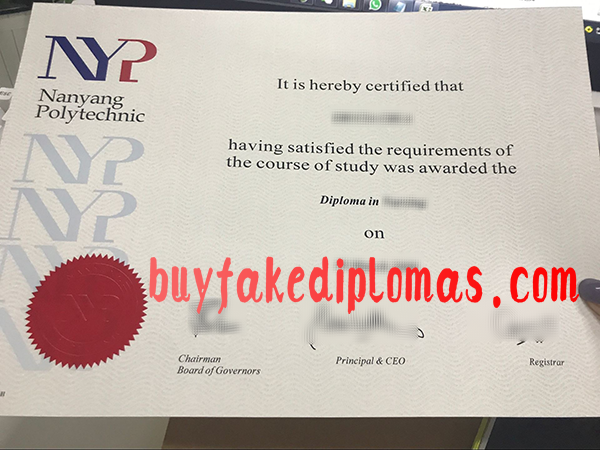 NYP
Nanyang
Polytechnic
It is hereby certified that
having satisfied the requirements of
the course of study was awarded the
Diploma in
on
buyfakediplomas.com
Chairman
Board of Governors
Principal & CEO
Registrar